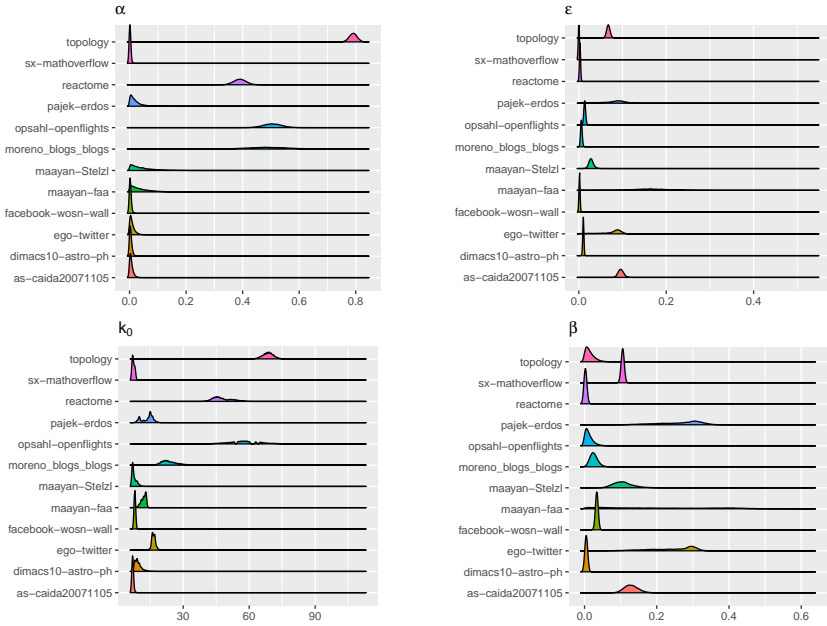 α
topology
sx−mathoverflow
reactome
pajek−erdos
opsahl−openflights
moreno_blogs_blogs
maayan−Stelzl
maayan−faa
facebook−wosn−wall
ego−twitter
dimacs10−astro−ph
as−caida20071105
0.0 0.2 0.4 0.6 0.8
ε
topology
sx−mathoverflow
reactome
pajek−erdos
opsahl−openflights
moreno_blogs_blogs
maayan−Stelzl
maayan−faa
facebook−wosn−wall
ego−twitter
dimacs10−astro−ph
as−caida20071105
0.0 0.2 0.4
k₀
topology
sx−mathoverflow
reactome
pajek−erdos
opsahl−openflights
moreno_blogs_blogs
maayan−Stelzl
maayan−faa
facebook−wosn−wall
ego−twitter
dimacs10−astro−ph
as−caida20071105
30 60 90
β
topology
sx−mathoverflow
reactome
pajek−erdos
opsahl−openflights
moreno_blogs_blogs
maayan−Stelzl
maayan−faa
facebook−wosn−wall
ego−twitter
dimacs10−astro−ph
as−caida20071105
0.0 0.2 0.4 0.6